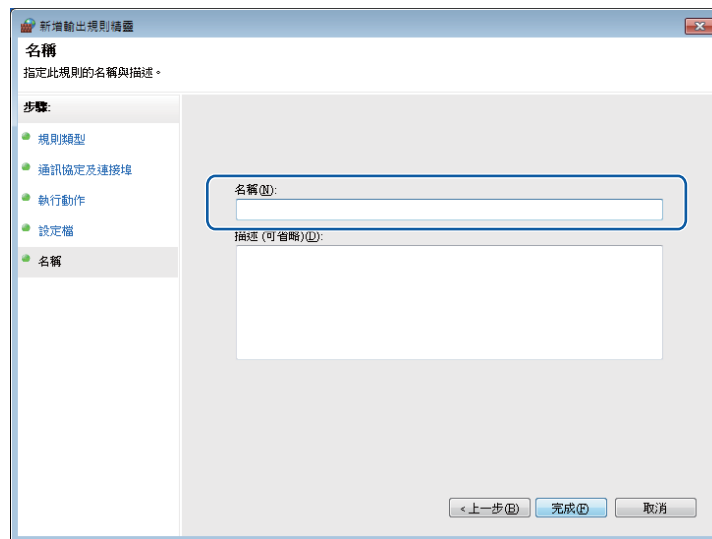 新增輸出規則精靈
名稱
指定此規則的名稱與描述。
步驟:
規則類型
通訊協定及連接埠
執行動作
設定檔
名稱
名稱(N):
描述 (可省略)(D):
<上一步(B)
完成(F)
取消